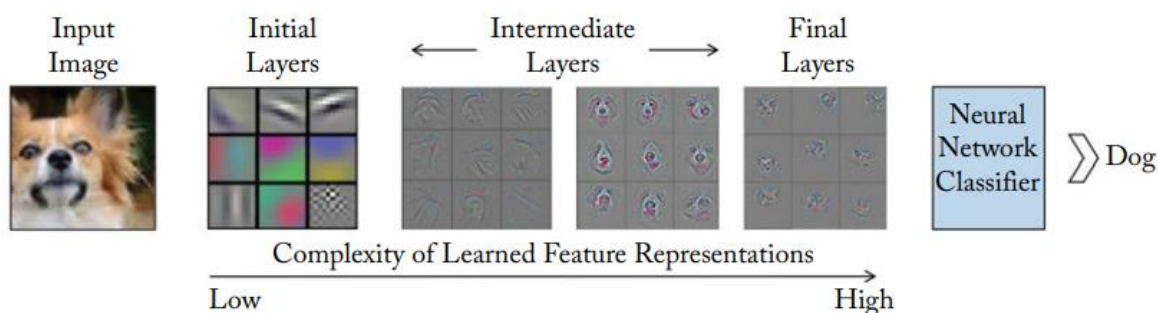 Input
Image
Initial
Layers
Intermediate
Layers
Final
Layers
Neural
Network
Classifier
Dog
Complexity of Learned Feature Representations
Low
High